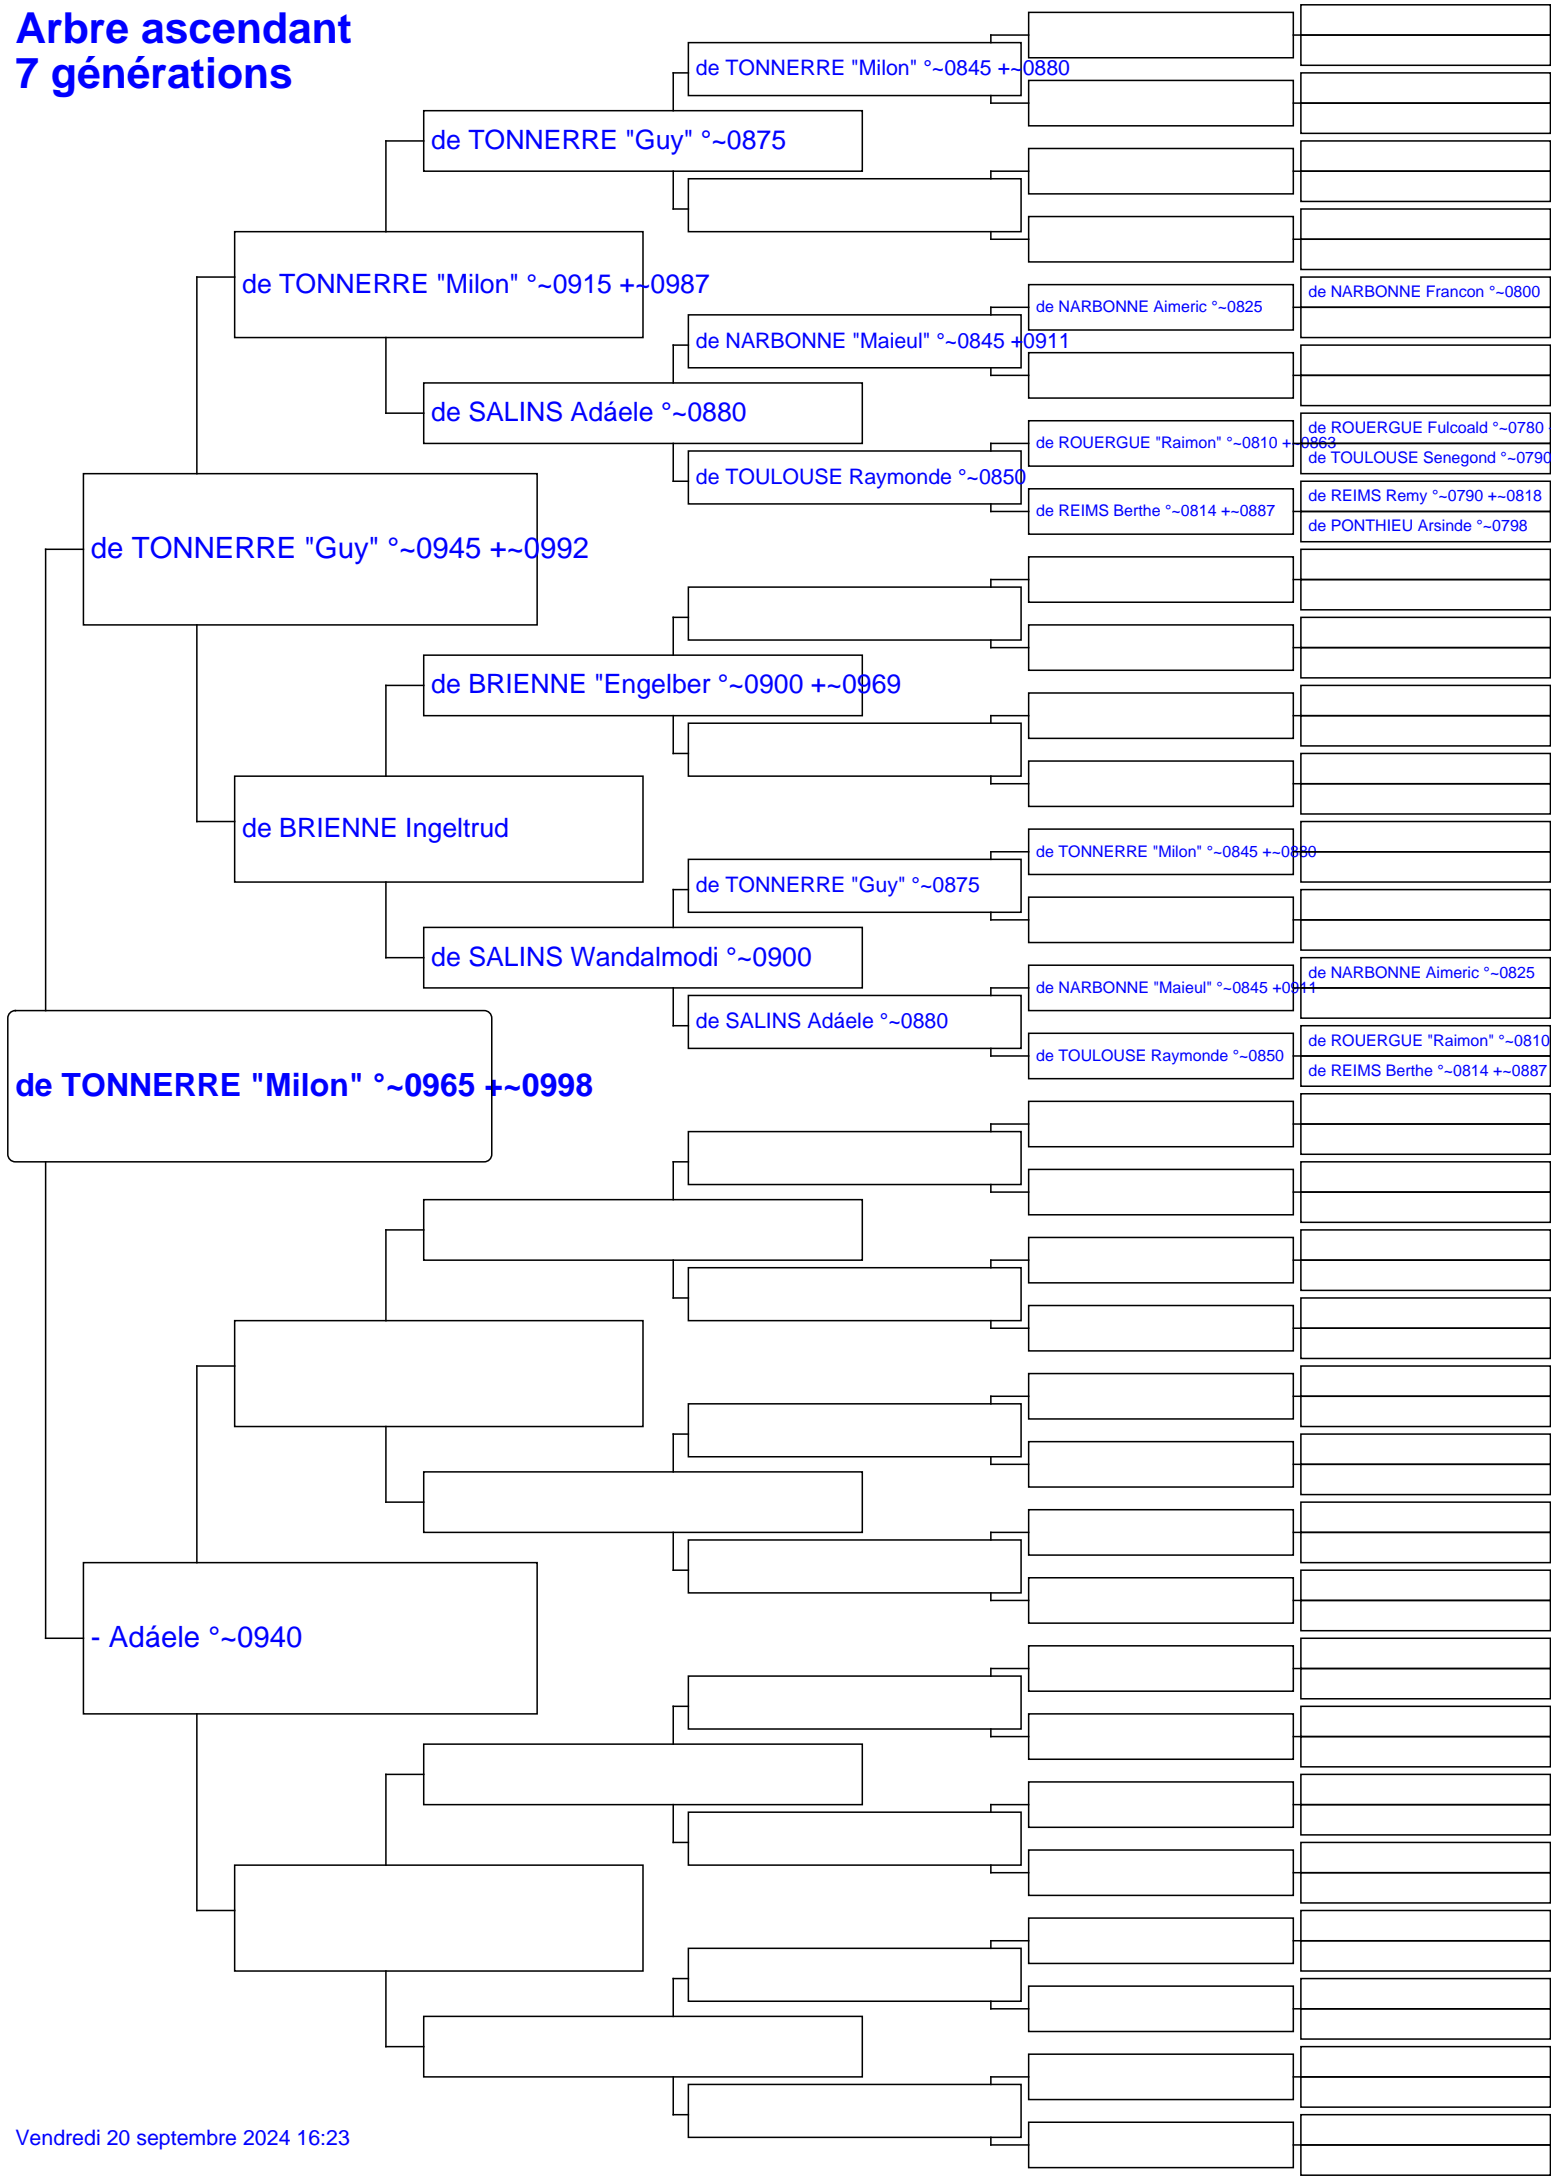 Arbre ascendant
7 générations
de TONNERRE "Milon" °~0845 +~0880
de TONNERRE "Guy" °~0875
de TONNERRE "Milon" °~0915 +~0987
de NARBONNE Francon °~0800
de NARBONNE Aimeric °~0825
de NARBONNE "Maieul" °~0845 +0911
de SALINS Adáele °~0880
de ROUERGUE Fulcoald °~0780
de ROUERGUE "Raimon" °~0810 +~0863
de TOULOUSE Senegond °~0790
de TOULOUSE Raymonde °~0850
de REIMS Remy °~0790 +~0818
de REIMS Berthe °~0814 +~0887
de PONTHIEU Arsinde °~0798
de TONNERRE "Guy" °~0945 +~0992
de BRIENNE "Engelber °~0900 +~0969
de BRIENNE Ingeltrud
de TONNERRE "Milon" °~0845 +~0880
de TONNERRE "Guy" °~0875
de SALINS Wandalmodi °~0900
de NARBONNE Aimeric °~0825
de NARBONNE "Maieul" °~0845 +0911
de SALINS Adáele °~0880
de ROUERGUE "Raimon" °~0810
de TOULOUSE Raymonde °~0850
de REIMS Berthe °~0814 +~0887
de TONNERRE "Milon" °~0965 +~0998
- Adáele °~0940
Vendredi 20 septembre 2024 16:23